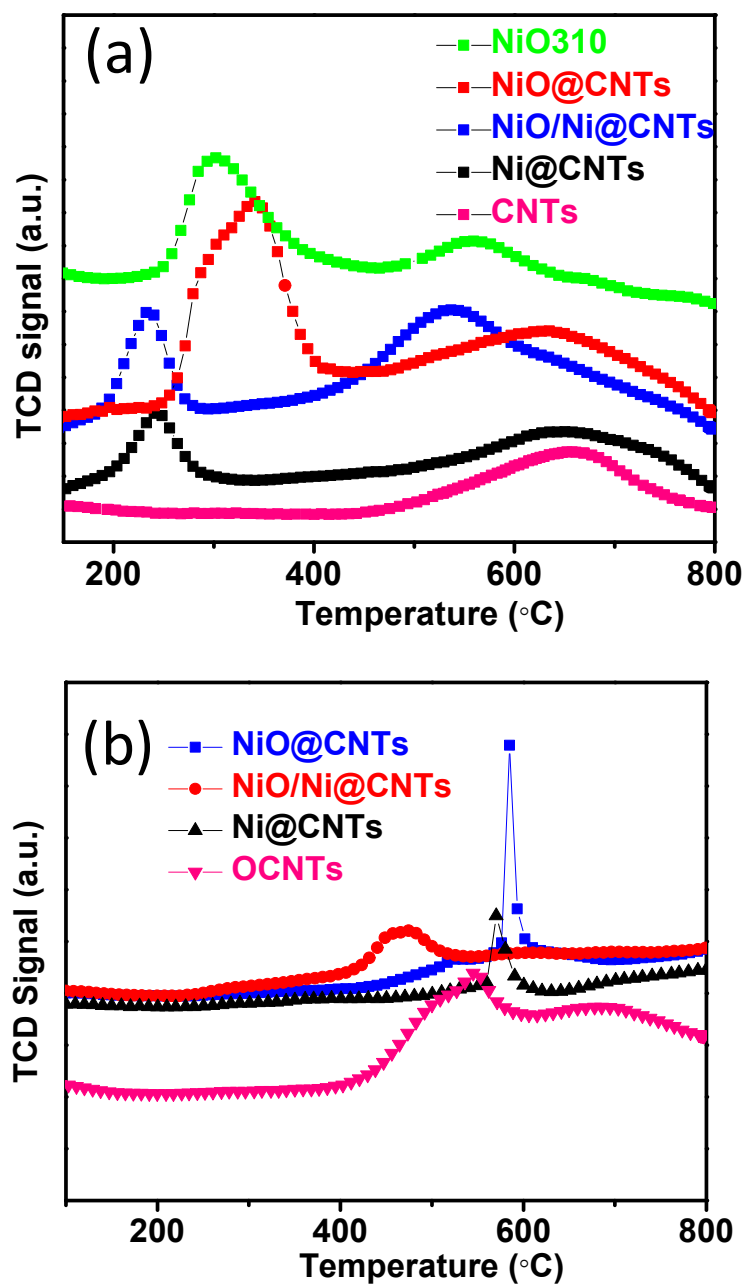 (a)
NiO310
NiO@CNTs
NiO/Ni@CNTs
Ni@CNTs
CNTs
TCD signal (a.u.)
200 400 600 800
Temperature (°C)
(b)
NiO@CNTs
NiO/Ni@CNTs
Ni@CNTs
OCNTs
TCD Signal (a.u.)
200 400 600 800
Temperature (°C)